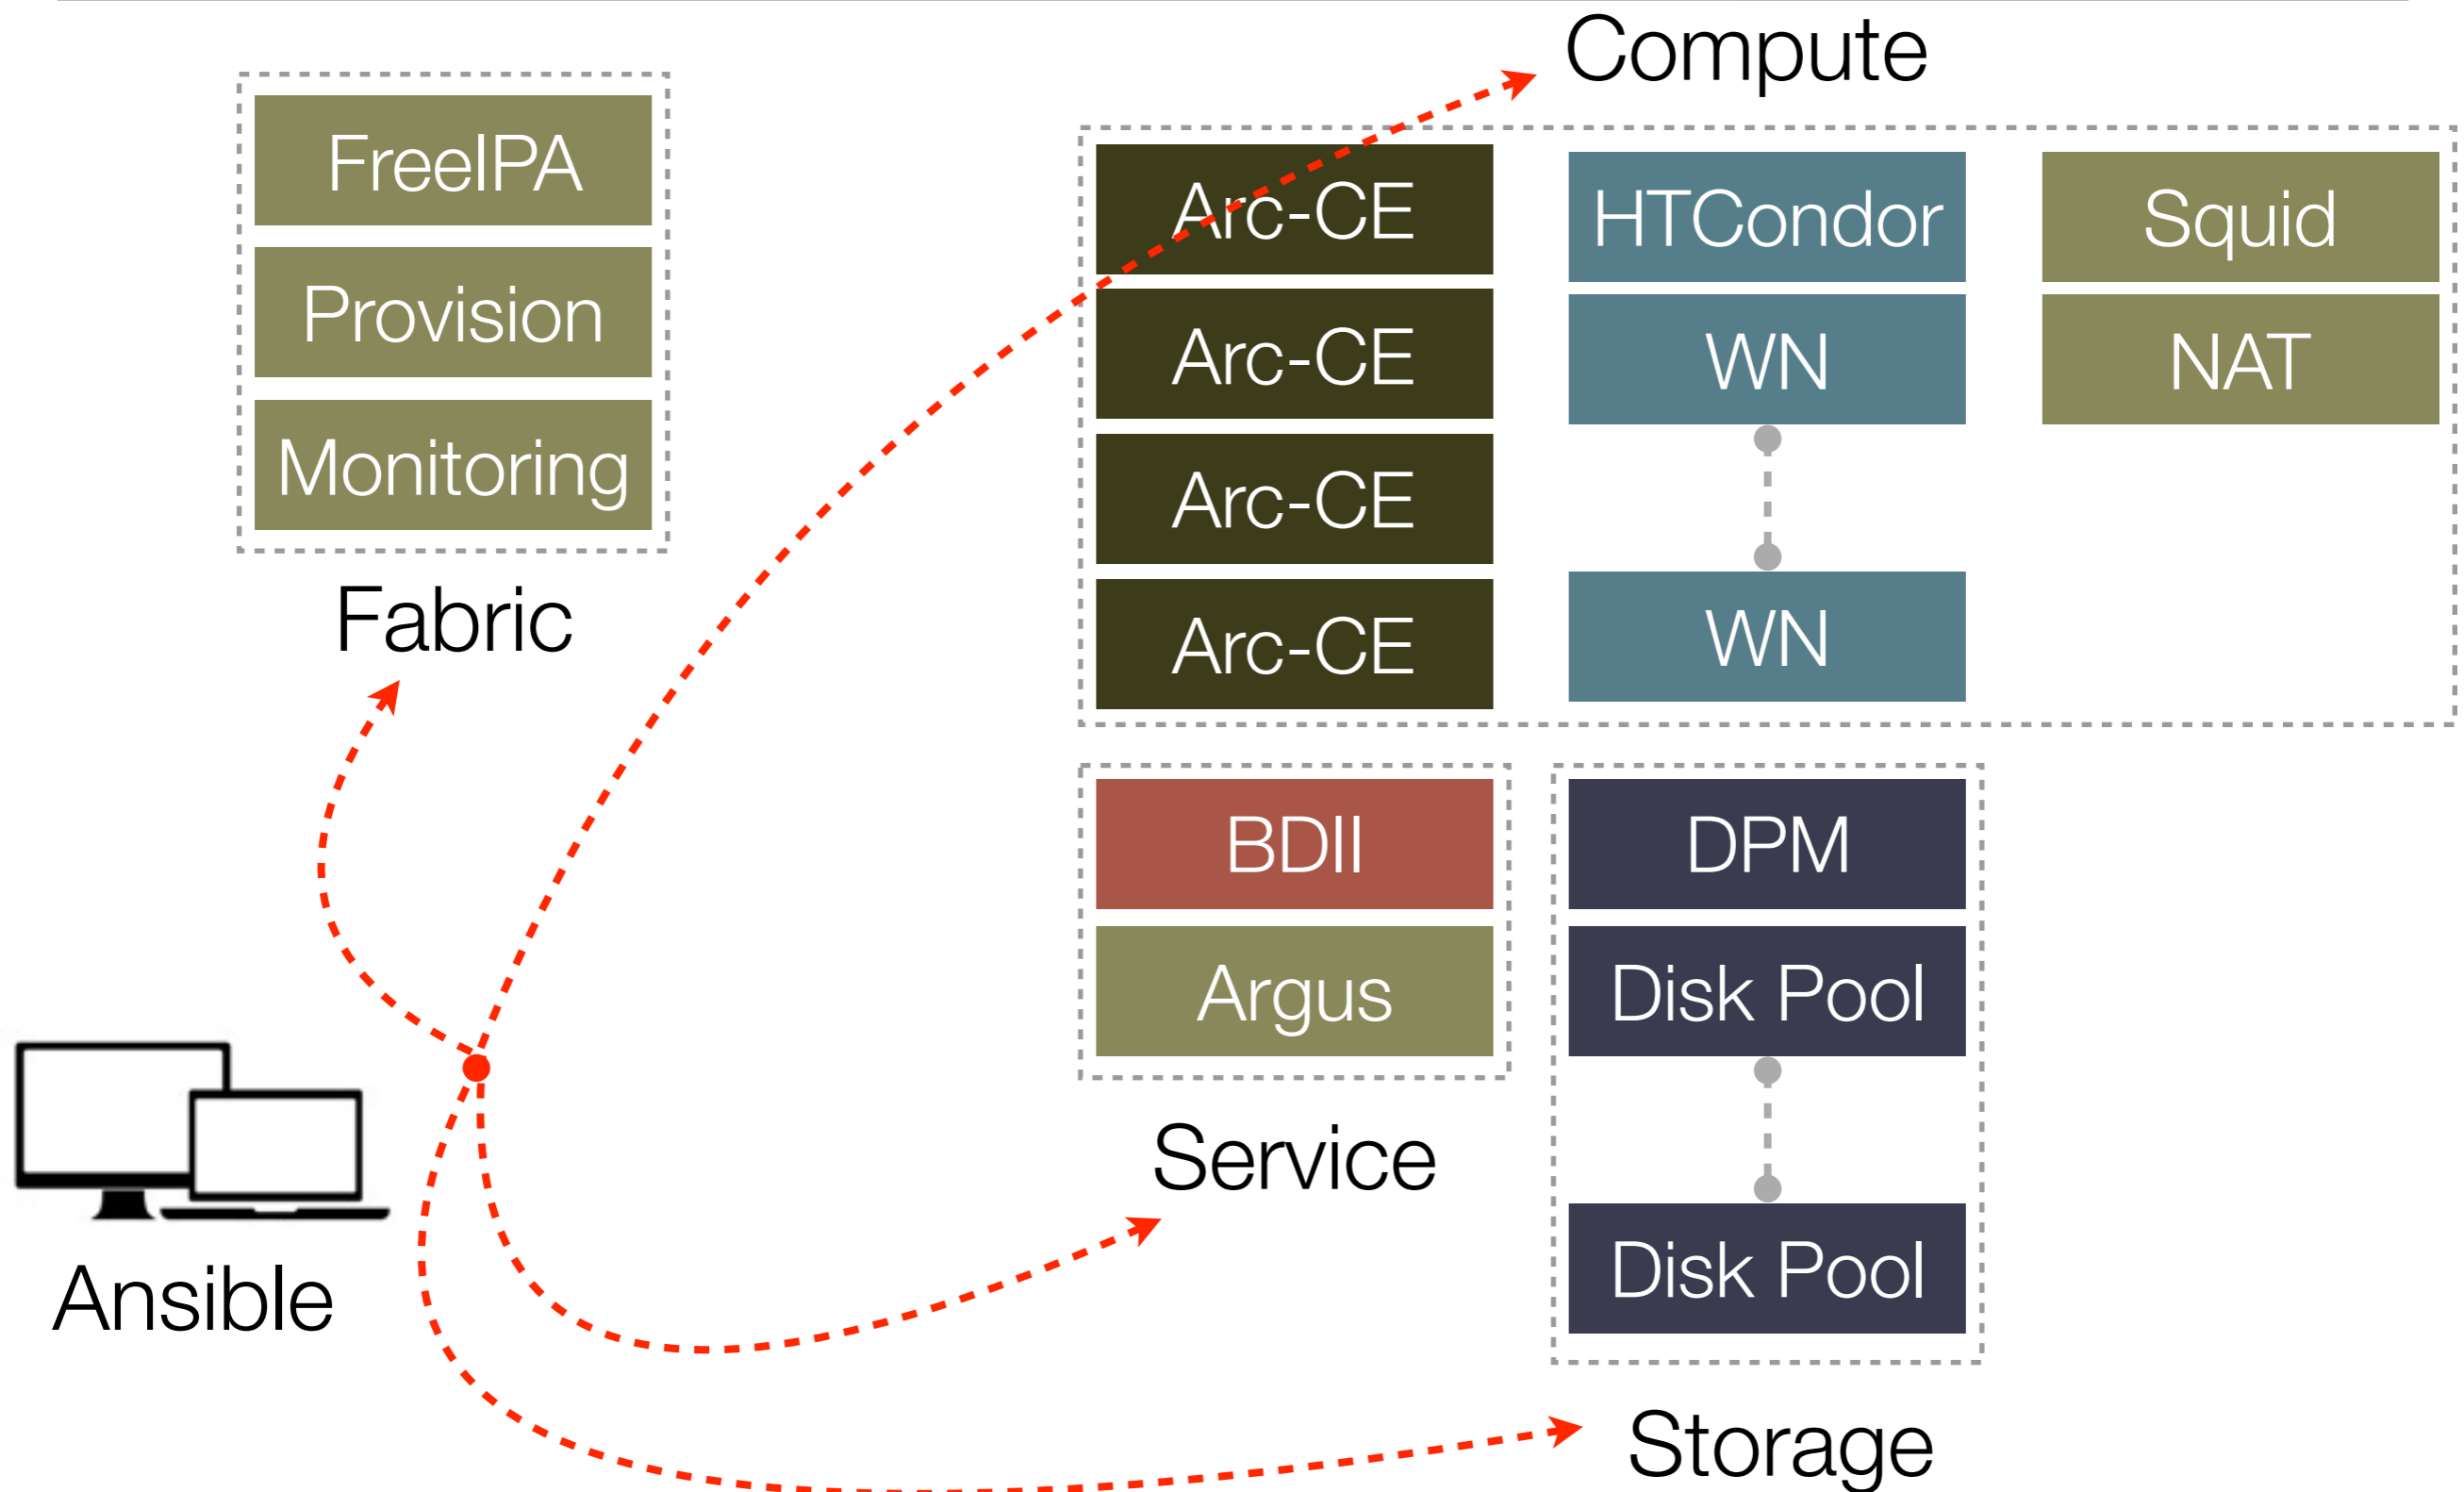 Compute
FreeIPA
Provision
Monitoring
Fabric
Arc-CE
Arc-CE
Arc-CE
Arc-CE
HTCondor
WN
WN
Squid
NAT
BDII
Argus
Service
DPM
Disk Pool
Disk Pool
Storage
Ansible